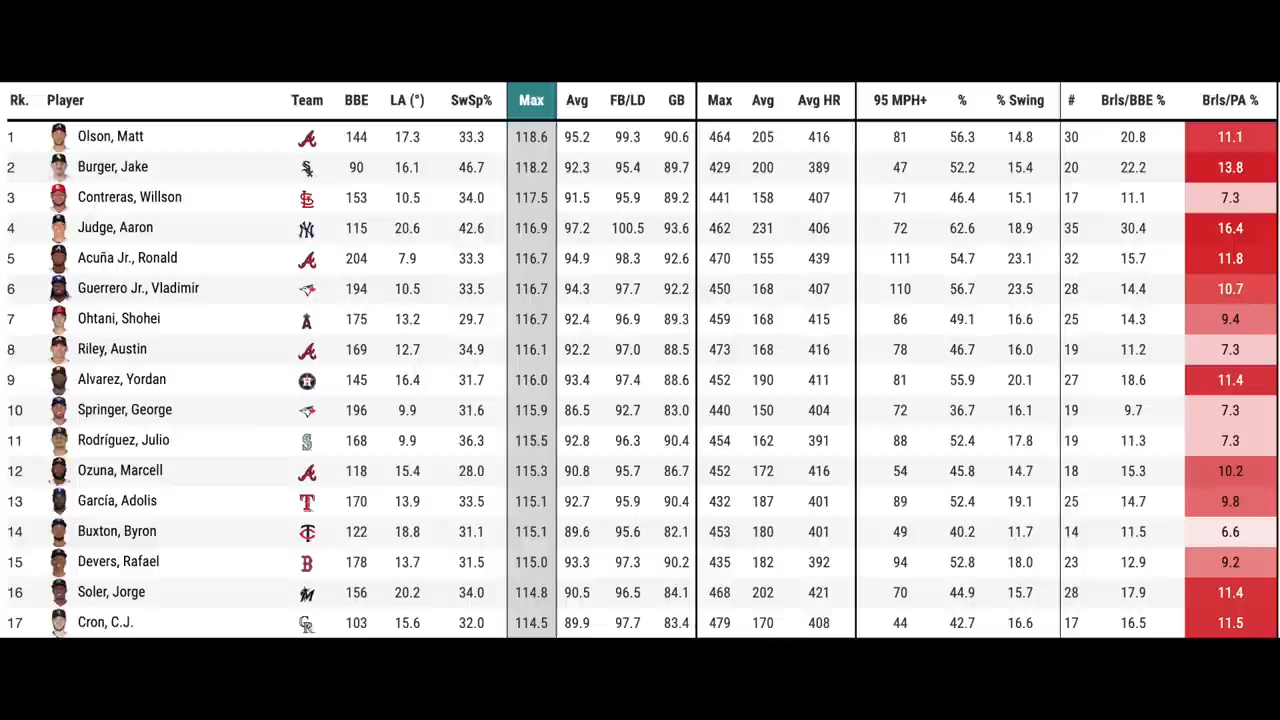 Rk. Player Team BBE LA (°) SwSp% Max Avg FB/LD GB Max Avg Avg HR 95 MPH+ % % Swing # Brls/BBE % Brls/PA %
1 Olson, Matt 144 17.3 33.3 118.6 95.2 99.3 90.6 464 205 416 81 56.3 14.8 30 20.8 11.1
2 Burger, Jake 90 16.1 46.7 118.2 92.3 95.4 89.7 429 200 389 47 52.2 15.4 20 22.2 13.8
3 Contreras, Willson 153 10.5 34.0 117.5 91.5 95.9 89.2 441 158 407 71 46.4 15.1 17 11.1 7.3
4 Judge, Aaron 115 20.6 42.6 116.9 97.2 100.5 93.6 462 231 406 72 62.6 18.9 35 30.4 16.4
5 Acuña Jr., Ronald 204 7.9 33.3 116.7 94.9 98.3 92.6 470 155 439 111 54.7 23.1 32 15.7 11.8
6 Guerrero Jr., Vladimir 194 10.5 33.5 116.7 94.3 97.7 92.2 450 168 407 110 56.7 23.5 28 14.4 10.7
7 Ohtani, Shohei 175 13.2 29.7 116.7 92.4 96.9 89.3 459 168 415 86 49.1 16.6 25 14.3 9.4
8 Riley, Austin 169 12.7 34.9 116.1 92.2 97.0 88.5 473 168 416 78 46.7 16.0 19 11.2 7.3
9 Alvarez, Yordan 145 16.4 31.7 116.0 93.4 97.4 88.6 452 190 411 81 55.9 20.1 27 18.6 11.4
10 Springer, George 196 9.9 31.6 115.9 86.5 92.7 83.0 440 150 404 72 36.7 16.1 19 9.7 7.3
11 Rodríguez, Julio 168 9.9 36.3 115.5 92.8 96.3 90.4 454 162 391 88 52.4 17.8 19 11.3 7.3
12 Ozuna, Marcell 118 15.4 28.0 115.3 90.8 95.7 86.7 452 172 416 54 45.8 14.7 18 15.3 10.2
13 García, Adolis 170 13.9 33.5 115.1 92.7 95.9 90.4 432 187 401 89 52.4 19.1 25 14.7 9.8
14 Buxton, Byron 122 18.8 31.1 115.1 89.6 95.6 82.1 453 180 401 49 40.2 11.7 14 11.5 6.6
15 Devers, Rafael 178 13.7 31.5 115.0 93.3 97.3 90.2 435 182 392 94 52.8 18.0 23 12.9 9.2
16 Soler, Jorge 156 20.2 34.0 114.8 90.5 96.5 84.1 468 202 421 70 44.9 15.7 28 17.9 11.4
17 Cron, C.J. 103 15.6 32.0 114.5 89.9 97.7 83.4 479 170 408 44 42.7 16.6 17 16.5 11.5